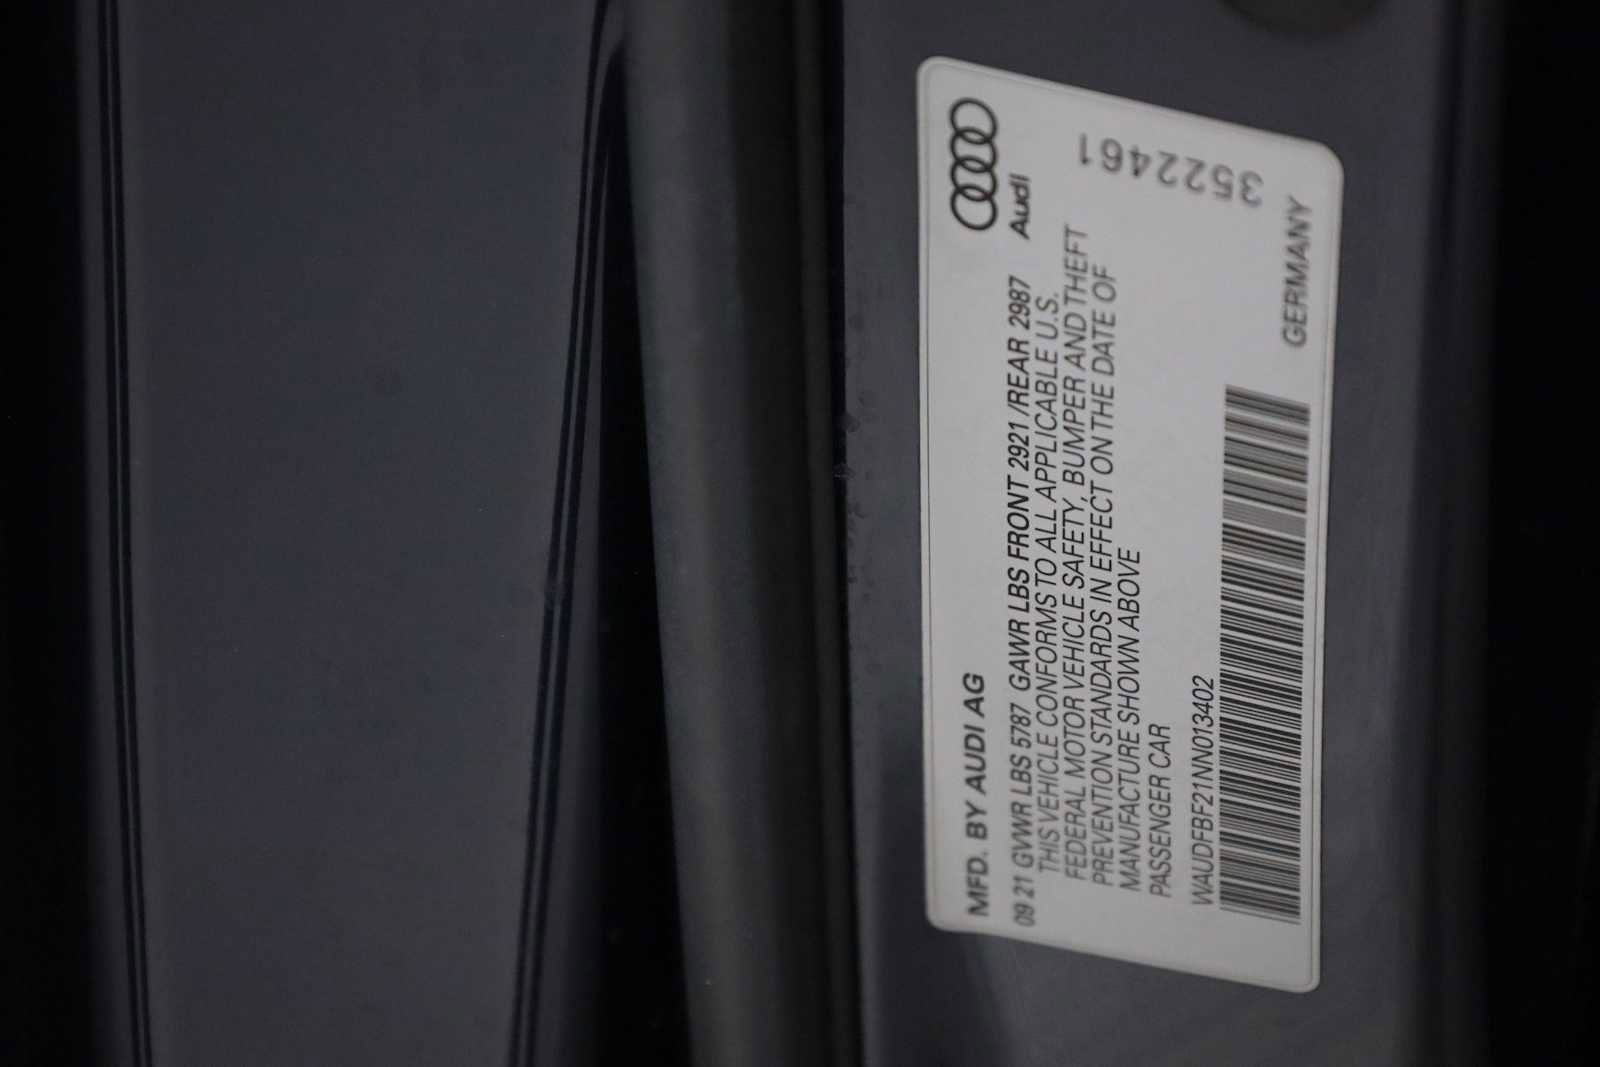 Audi
MFD. BY AUDI AG
09 21 GVWR LBS 5787 GAWR LBS FRONT 2921 /REAR 2987
THIS VEHICLE CONFORMS TO ALL APPLICABLE U.S.
FEDERAL MOTOR VEHICLE SAFETY, BUMPER AND THEFT
PREVENTION STANDARDS IN EFFECT ON THE DATE OF
MANUFACTURE SHOWN ABOVE
PASSENGER CAR
WAUDFBF21NN013402
GERMANY
3522461